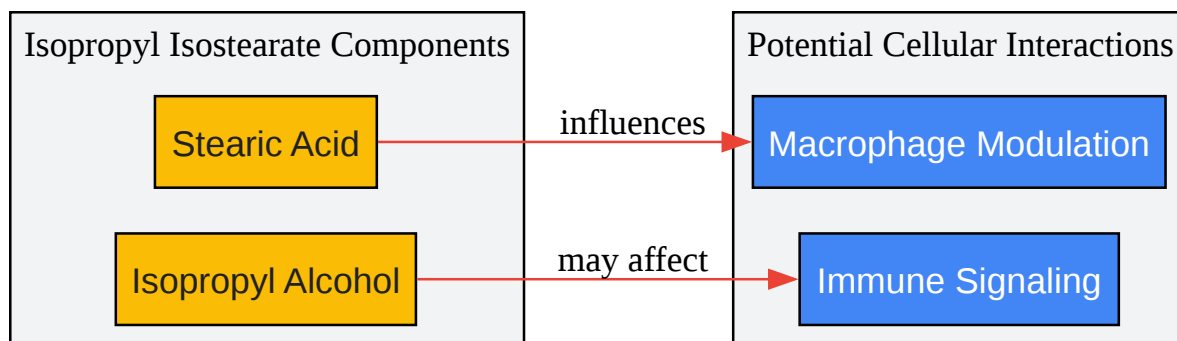 Isopropyl Isostearate Components
Potential Cellular Interactions
Stearic Acid
influences
Macrophage Modulation
Isopropyl Alcohol
may affect
Immune Signaling